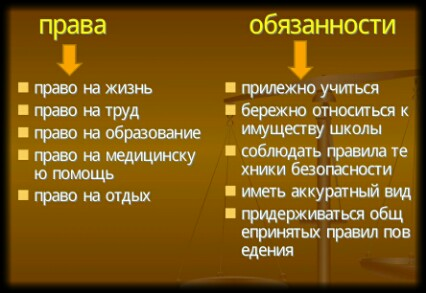 права
право на жизнь
право на труд
право на образование
право на медицинску
ю помощь
право на отдых
обязанности
прилежно учиться
бережно относиться к
имуществу школы
соблюдать правила те
хники безопасности
иметь аккуратный вид
придерживаться общ
епринятых правил пов
едения